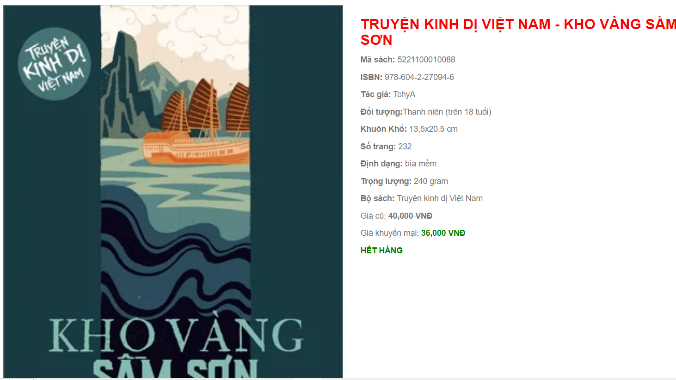 TRUYỆN
KINH DỊ
VIỆT NAM
KHO VÀNG
SẦM SƠN
TRUYỆN KINH DỊ VIỆT NAM - KHO VÀNG SẦM
SƠN
Mã sách: 5221100010088
ISBN: 978-604-2-27094-6
Tác giả: TchyA
Đối tượng:Thanh niên (trên 18 tuổi)
Khuôn Khổ: 13,5x20,5 cm
Số trang: 232
Định dạng: bìa mềm
Trọng lượng: 240 gram
Bộ sách: Truyện kinh dị Việt Nam
Giá cũ: 40,000 VNĐ
Giá khuyến mại: 36,000 VNĐ
HẾT HÀNG